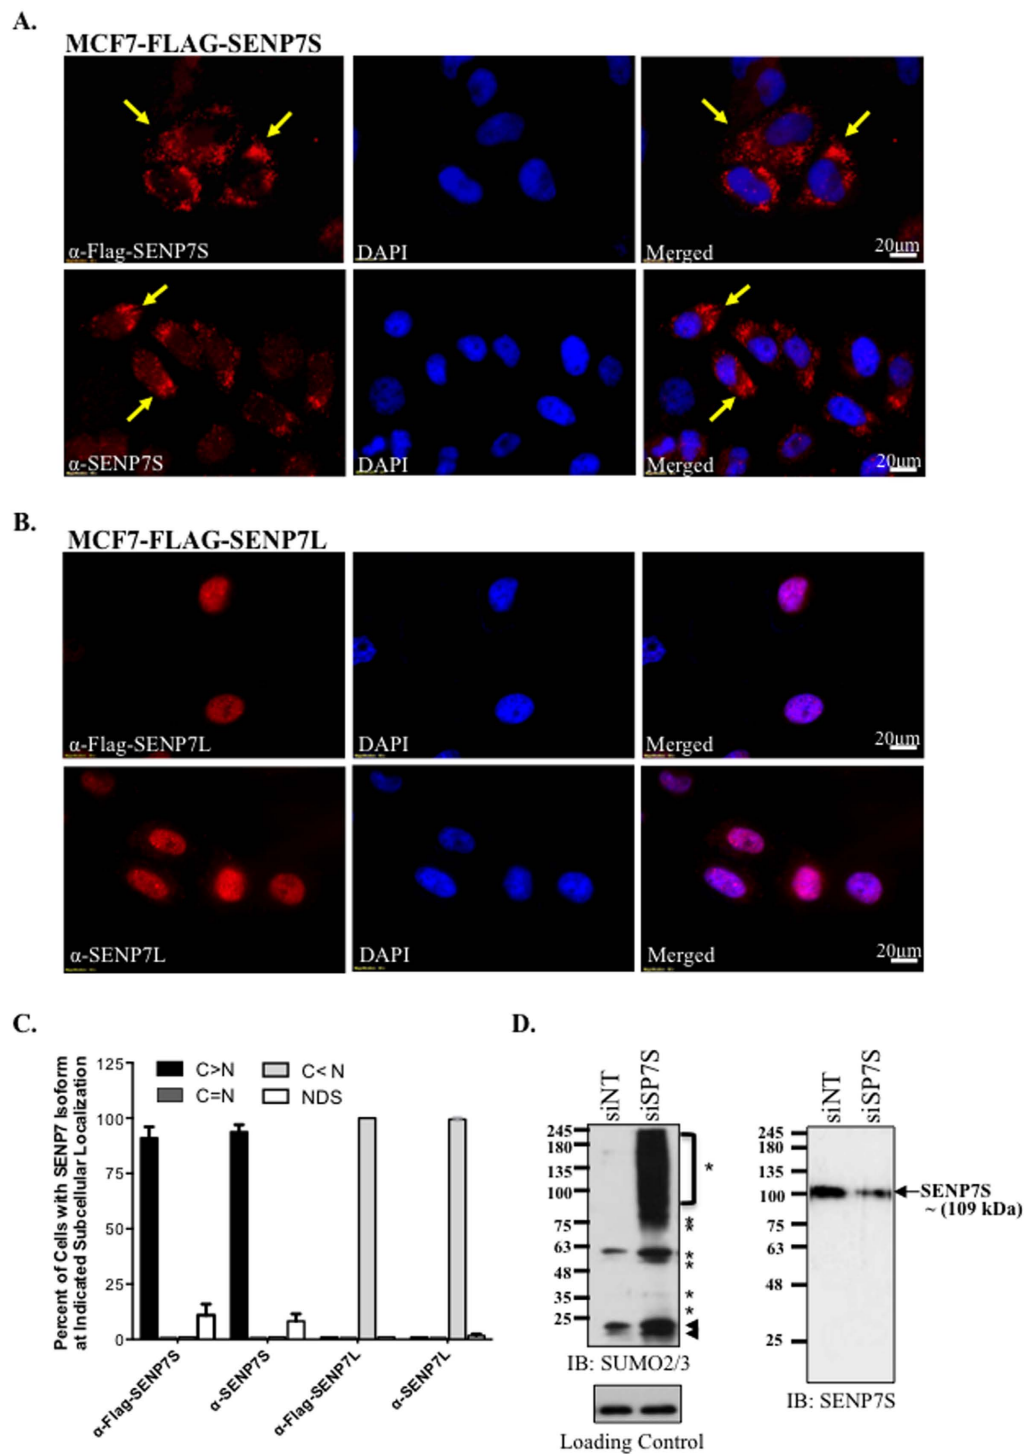 A.
MCF7-FLAG-SENP7S
α-Flag-SENP7S
DAPI
Merged
20µm
α-SENP7S
DAPI
Merged
20µm
B.
MCF7-FLAG-SENP7L
α-Flag-SENP7L
DAPI
Merged
20µm
α-SENP7L
DAPI
Merged
20µm
C.
Percent of Cells with SENP7 Isoform
at Indicated Subcellular Localization
125
100
75
50
25
0
C>N
C=N
C< N
NDS
α-Flag-SENP7S
α-SENP7S
α-Flag-SENP7L
α-SENP7L
D.
siNT
siSP7S
245
180
135
100
75
63
48
35
25
*
*
*
*
*
*
*
IB: SUMO2/3
Loading Control
siNT
siSP7S
245
180
135
100
75
63
48
25
SENP7S
~ (109 kDa)
IB: SENP7S